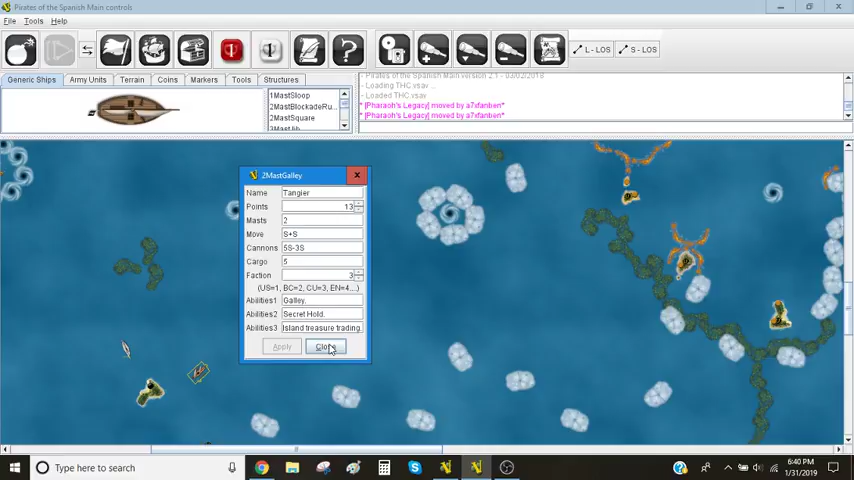 Pirates of the Spanish Main controls
File Tools Help
L - LOS
S - LOS
Generic Ships Army Units Terrain Coins Markers Tools Structures
1MastSloop
2MastBlockadeRu...
2MastSquare
- Pirates of the Spanish Main version 2.1 - 03/02/2018
- Loading THC.vsav ...
- Loaded THC.vsav
* [Pharaoh's Legacy] moved by a7xfanben*
* [Pharaoh's Legacy] moved by a7xfanben*
2MastGalley
Name Tangier
Points 13
Masts 2
Move S+S
Cannons 5S-3S
Cargo 5
Faction 3
(US=1, BC=2, CU=3, EN=4....)
Abilities1 Galley.
Abilities2 Secret Hold.
Abilities3 Island treasure trading.
Apply Close
Type here to search
6:40 PM
1/31/2019